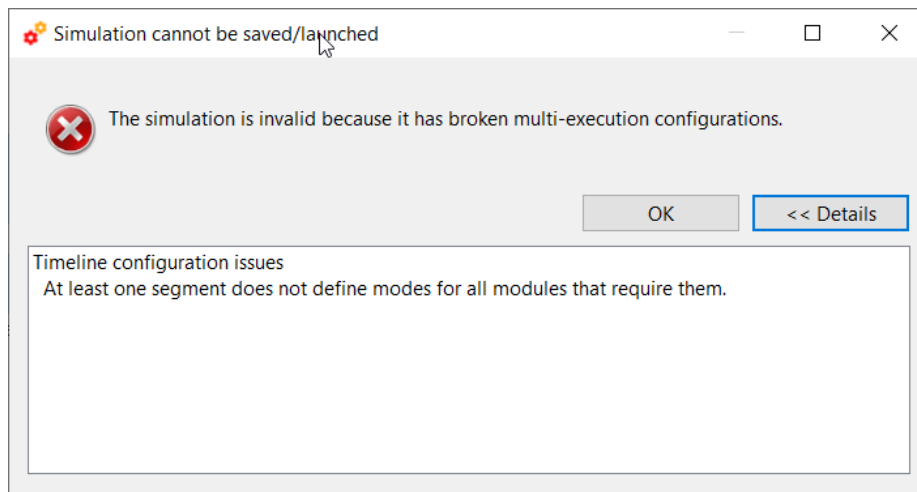 Simulation cannot be saved/launched
The simulation is invalid because it has broken multi-execution configurations.
OK
<< Details
Timeline configuration issues
At least one segment does not define modes for all modules that require them.